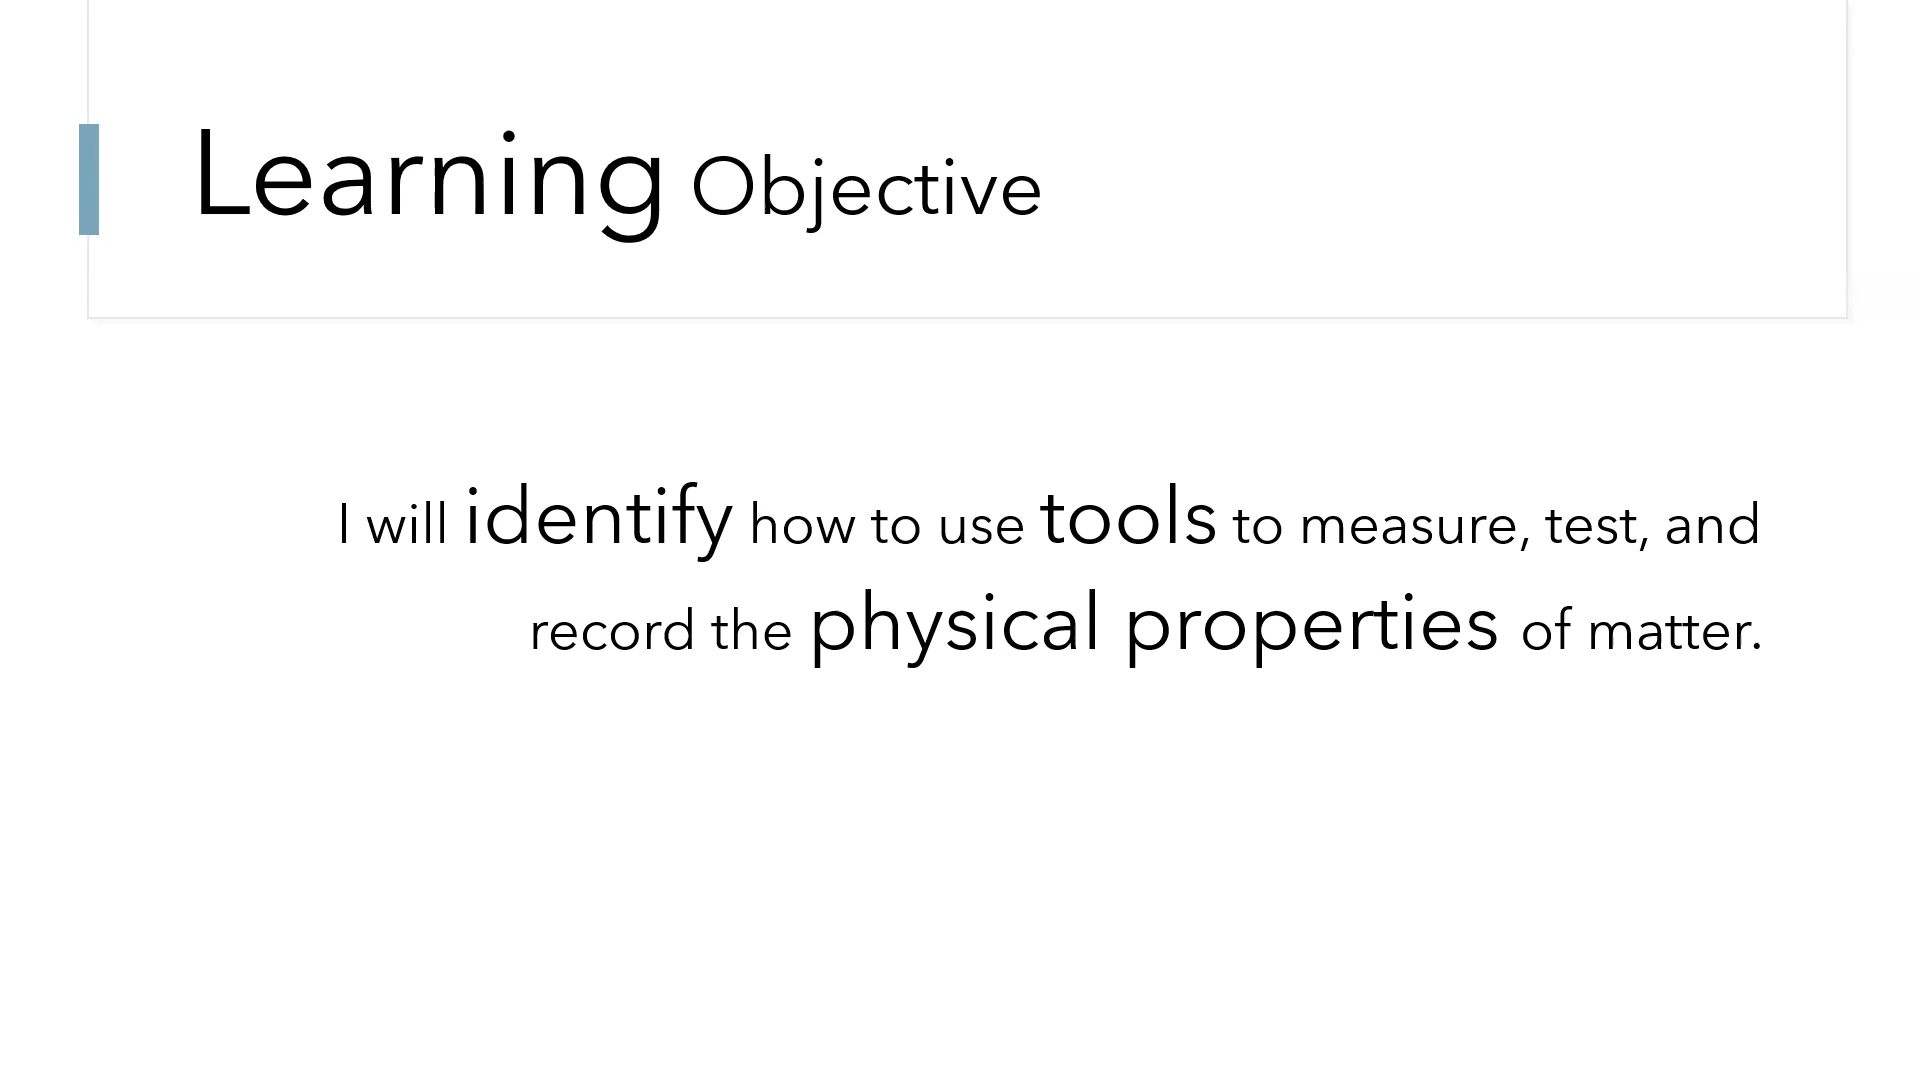 Learning Objective
I will identify how to use tools to measure, test, and
record the physical properties of matter.